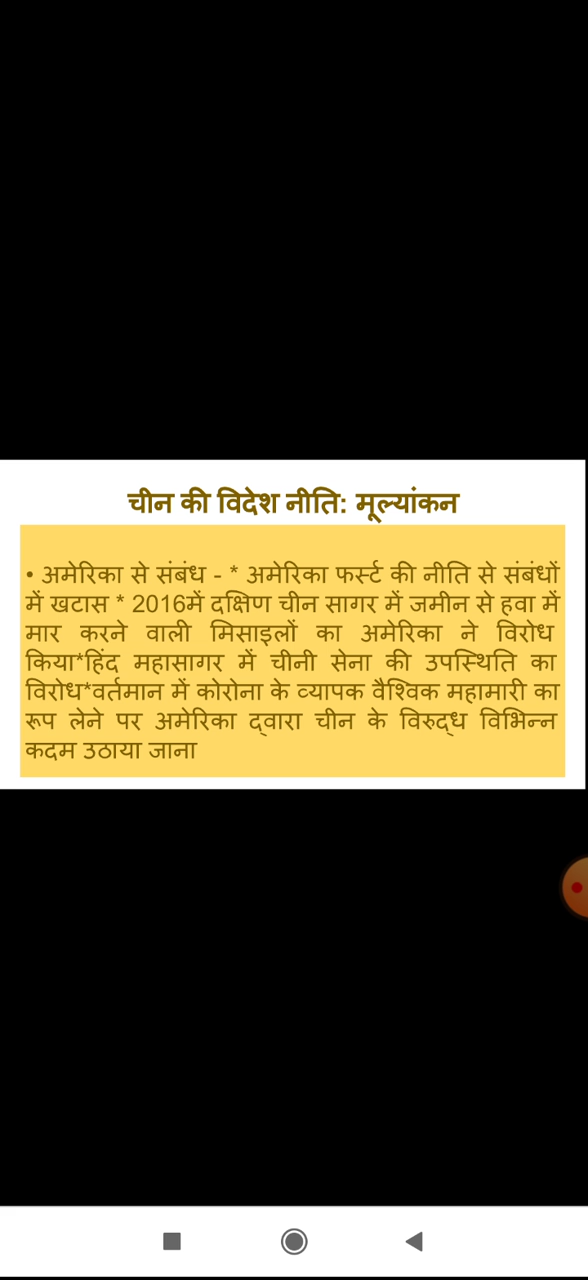 चीन की विदेश नीति: मूल्यांकन
• अमेरिका से संबंध - * अमेरिका फर्स्ट की नीति से संबंधों
में खटास * 2016में दक्षिण चीन सागर में जमीन से हवा में
मार करने वाली मिसाइलों का अमेरिका ने विरोध
किया*हिंद महासागर में चीनी सेना की उपस्थिति का
विरोध*वर्तमान में कोरोना के व्यापक वैश्विक महामारी का
रूप लेने पर अमेरिका द्वारा चीन के विरुद्ध विभिन्न
कदम उठाया जाना